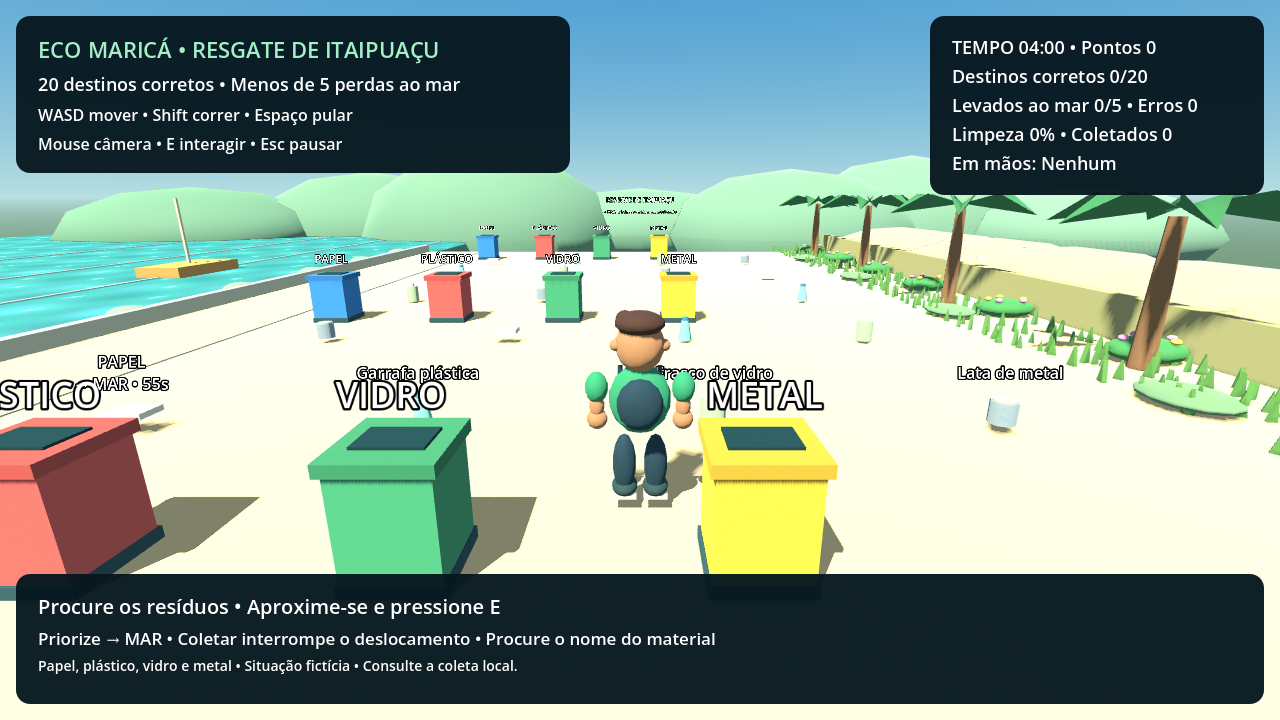 ECO MARICÁ • RESGATE DE ITAIPUAÇU
20 destinos corretos • Menos de 5 perdas ao mar
WASD mover • Shift correr • Espaço pular
Mouse câmera • E interagir • Esc pausar
TEMPO 04:00 • Pontos 0
Destinos corretos 0/20
Levados ao mar 0/5 • Erros 0
Limpeza 0% • Coletados 0
Em mãos: Nenhum
PAPEL
PLÁSTICO
VIDRO
METAL
PAPEL
MAR • 55s
Garrafa plástica
de vidro
Lata de metal
STICO
VIDRO
METAL
Procure os resíduos • Aproxime-se e pressione E
Priorize → MAR • Coletar interrompe o deslocamento • Procure o nome do material
Papel, plástico, vidro e metal • Situação fictícia • Consulte a coleta local.